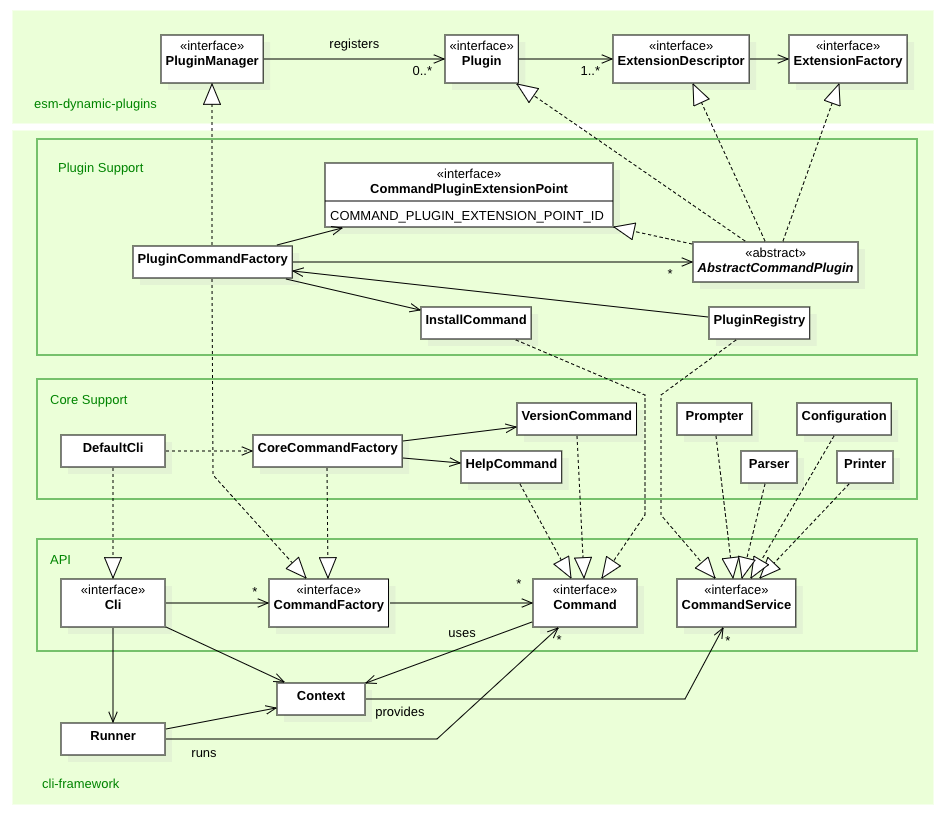 «interface»
PluginManager
registers
0..*
«interface»
Plugin
1..*
«interface»
ExtensionDescriptor
«interface»
ExtensionFactory
esm-dynamic-plugins
Plugin Support
«interface»
CommandPluginExtensionPoint
COMMAND_PLUGIN_EXTENSION_POINT_ID
PluginCommandFactory
*
«abstract»
AbstractCommandPlugin
InstallCommand
PluginRegistry
Core Support
DefaultCli
CoreCommandFactory
VersionCommand
HelpCommand
Prompter
Configuration
Parser
Printer
API
«interface»
Cli
*
«interface»
CommandFactory
*
«interface»
Command
«interface»
CommandService
uses
*
*
Context
provides
Runner
runs
cli-framework